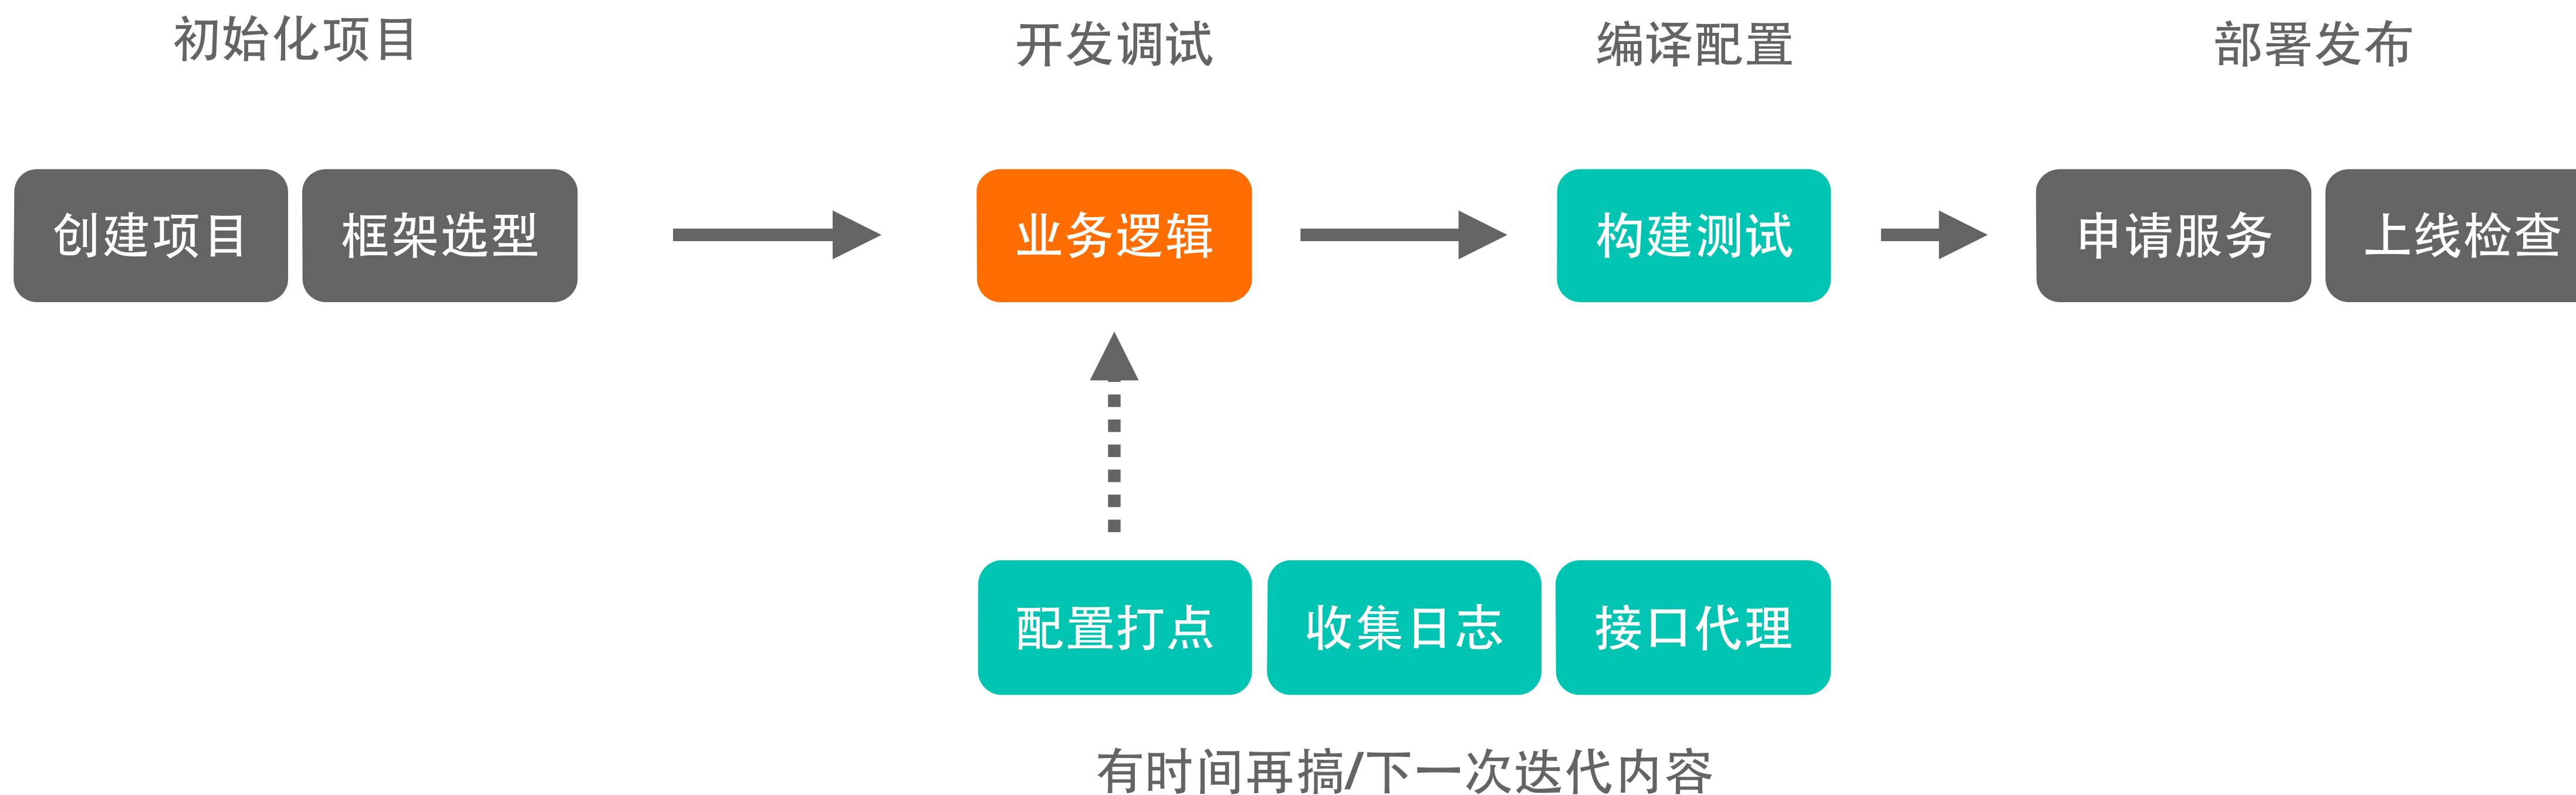 初始化项目
开发调试
编译配置
部署发布
创建项目
框架选型
业务逻辑
构建测试
申请服务
上线检查
配置打点
收集日志
接口代理
有时间再搞/下一次迭代内容